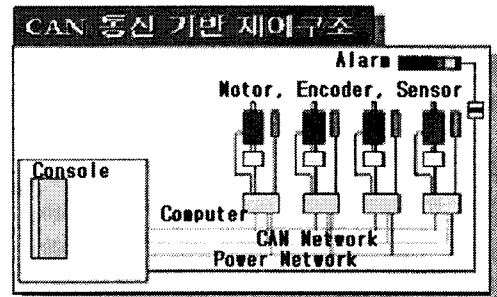 CAN 통신 기반 제어구조
Alarm
Motor, Encoder, Sensor
Console
Computer
CAN Network
Power Network